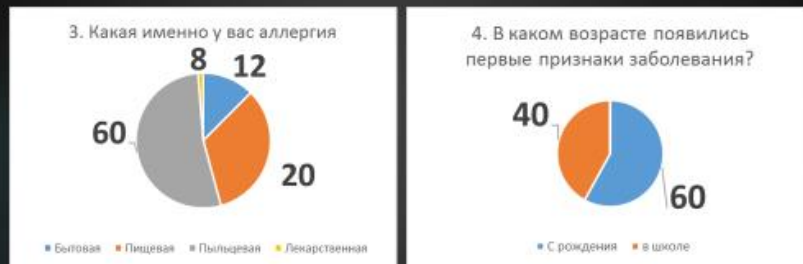 3. Какая именно у вас аллергия
8
12
60
20
Бытовая Пищевая Пыльцевая Лекарственная
4. В каком возрасте появились
первые признаки заболевания?
40
60
С рождения в школе